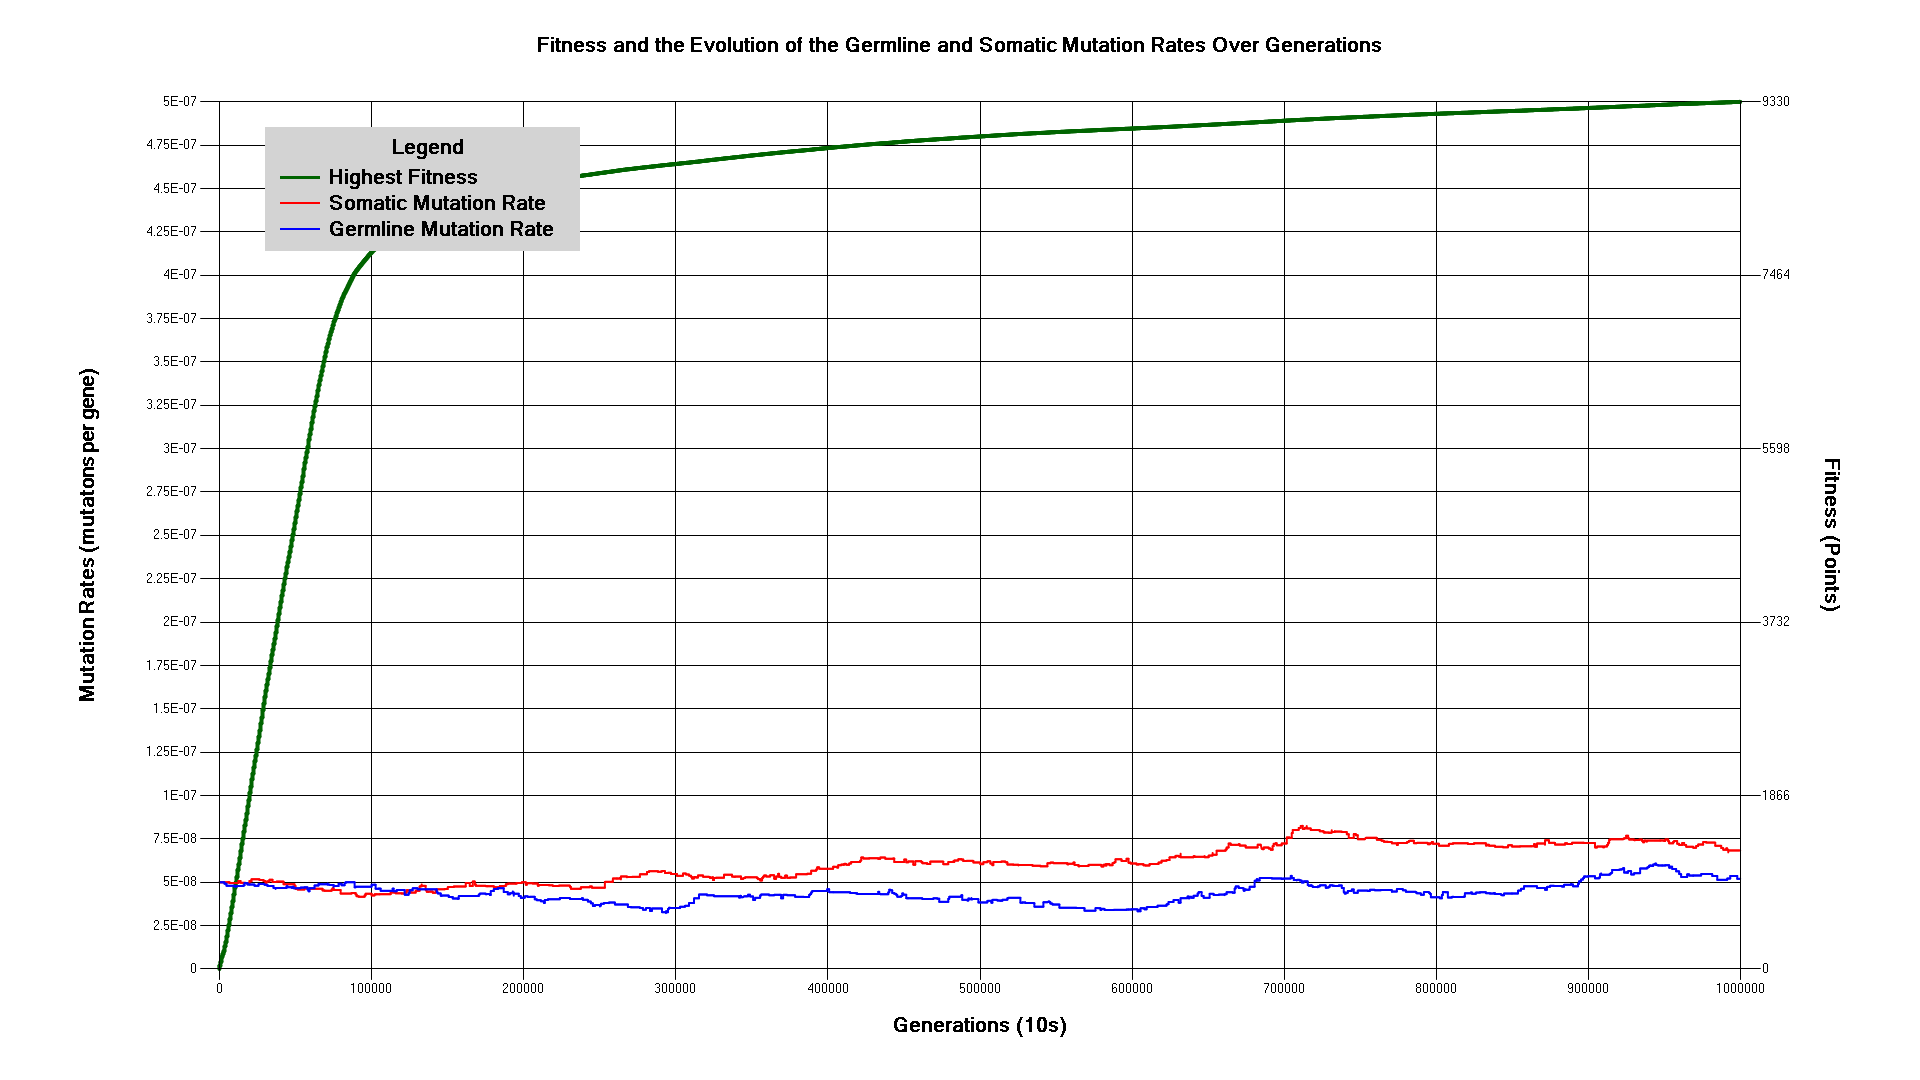 Fitness and the Evolution of the Germline and Somatic Mutation Rates Over Generations
5E-07
4.75E-07
4.5E-07
4.25E-07
4E-07
3.75E-07
3.5E-07
3.25E-07
3E-07
2.75E-07
2.5E-07
2.25E-07
2E-07
1.75E-07
1.5E-07
1.25E-07
1E-07
7.5E-08
5E-08
2.5E-08
0
Mutation Rates (mutatons per gene)
Legend
Highest Fitness
Somatic Mutation Rate
Germline Mutation Rate
9330
7464
5598
3732
1866
0
Fitness (Points)
0 100000 200000 300000 400000 500000 600000 700000 800000 900000 1000000
Generations (10s)